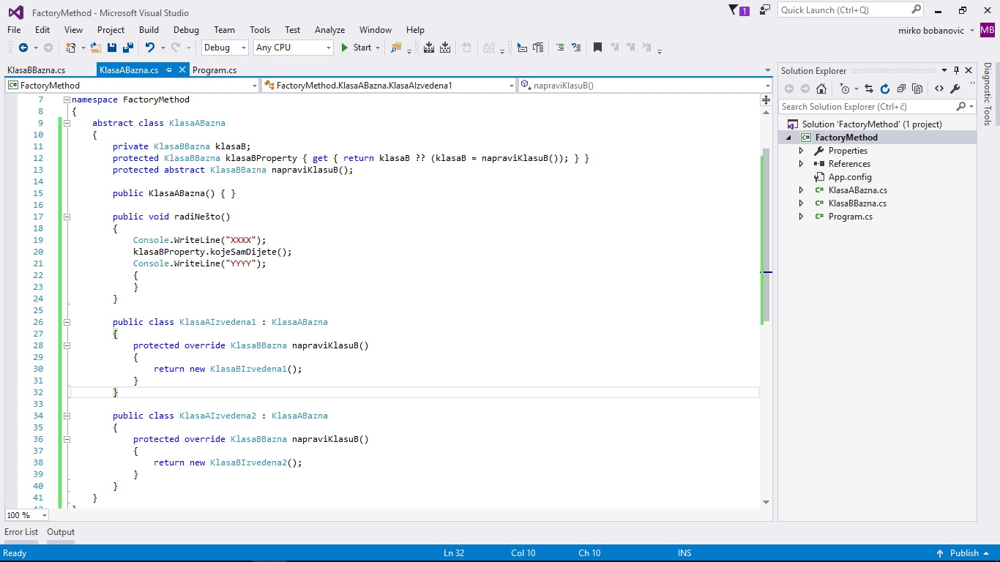 FactoryMethod - Microsoft Visual Studio
1
Quick Launch (Ctrl+Q)
File Edit View Project Build Debug Team Tools Test Analyze Window Help
mirko bobanovic MB
Debug Any CPU Start
KlasaBBazna.cs KlasaABazna.cs Program.cs
FactoryMethod FactoryMethod.KlasaABazna.KlasaAIzvedena1 napraviKlasuB()
7 namespace FactoryMethod
8 {
9 abstract class KlasaABazna
10 {
11 private KlasaBBazna klasaB;
12 protected KlasaBBazna klasaBProperty { get { return klasaB ?? (klasaB = napraviKlasuB()); } }
13 protected abstract KlasaBBazna napraviKlasuB();
14
15 public KlasaABazna() { }
16
17 public void radiNešto()
18 {
19 Console.WriteLine("XXXX");
20 klasaBProperty.kojeSamDijete();
21 Console.WriteLine("YYYY");
22 {
23 }
24 }
25
26 public class KlasaAIzvedena1 : KlasaABazna
27 {
28 protected override KlasaBBazna napraviKlasuB()
29 {
30 return new KlasaBIzvedena1();
31 }
32 }
33
34 public class KlasaAIzvedena2 : KlasaABazna
35 {
36 protected override KlasaBBazna napraviKlasuB()
37 {
38 return new KlasaBIzvedena2();
39 }
40 }
41 }
100 %
Solution Explorer
Search Solution Explorer (Ctrl+č)
Solution 'FactoryMethod' (1 project)
C# FactoryMethod
Properties
References
App.config
C# KlasaABazna.cs
C# KlasaBBazna.cs
C# Program.cs
Diagnostic Tools
Error List Output
Ready Ln 32 Col 10 Ch 10 INS Publish